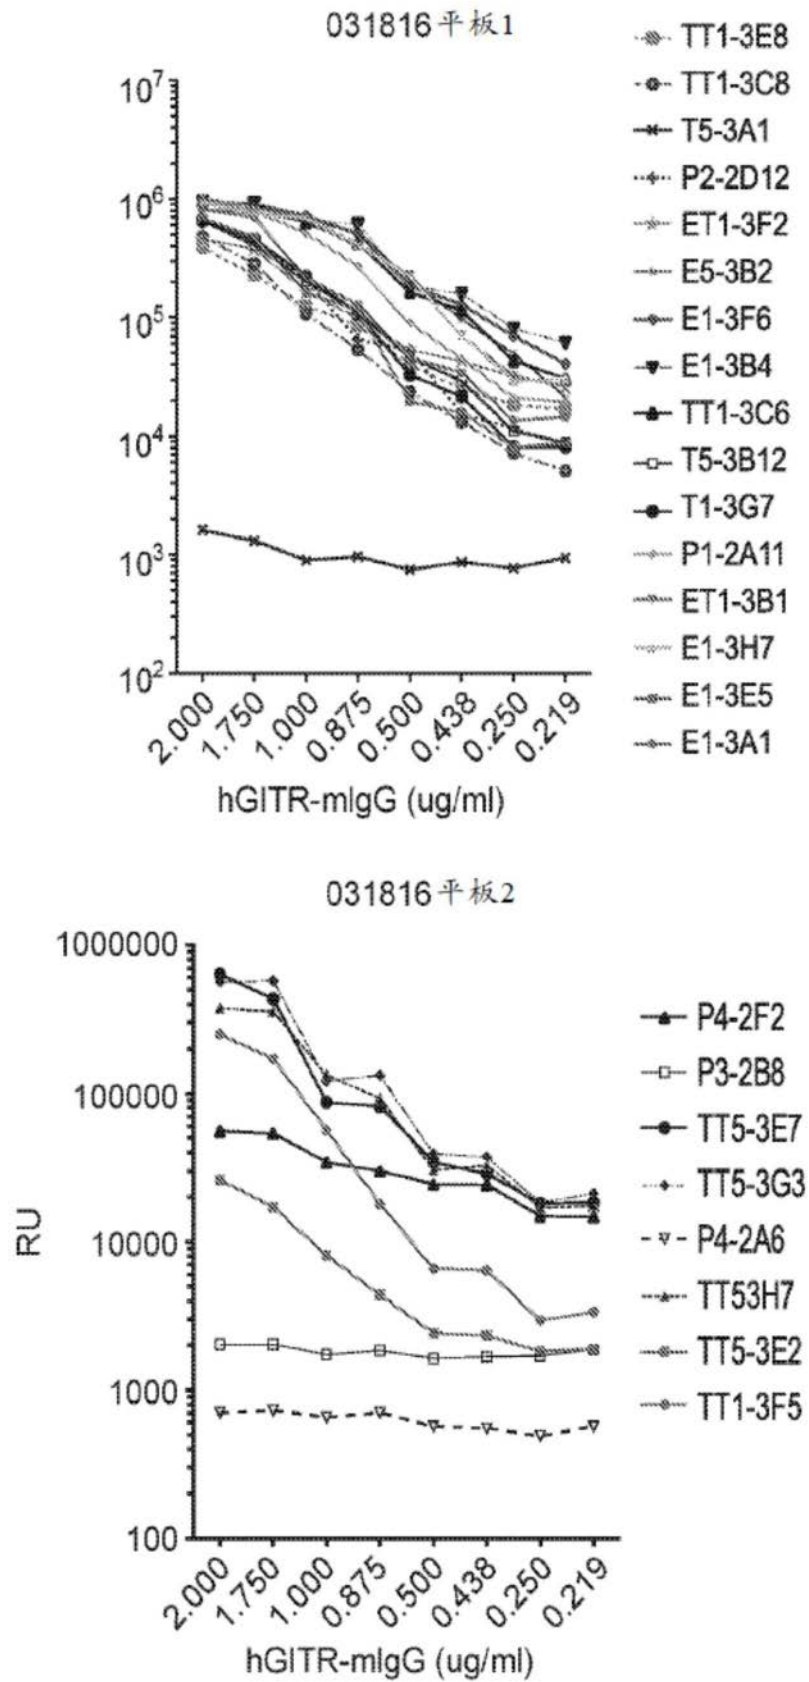 031816平板1
10⁷
10⁶
10⁵
10⁴
10³
10²
2.000
1.750
1.000
0.875
0.500
0.438
0.250
0.219
hGITR-mIgG (ug/ml)
TT1-3E8
TT1-3C8
T5-3A1
P2-2D12
ET1-3F2
E5-3B2
E1-3F6
E1-3B4
TT1-3C6
T5-3B12
T1-3G7
P1-2A11
ET1-3B1
E1-3H7
E1-3E5
E1-3A1
031816平板2
RU
1000000
100000
10000
1000
100
2.000
1.750
1.000
0.875
0.500
0.438
0.250
0.219
hGITR-mIgG (ug/ml)
P4-2F2
P3-2B8
TT5-3E7
TT5-3G3
P4-2A6
TT53H7
TT5-3E2
TT1-3F5